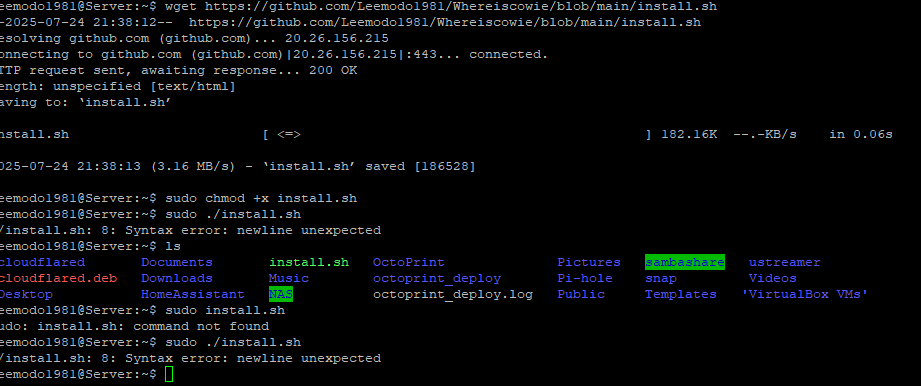 eemodo1981@Server:~$ wget https://github.com/Leemodo1981/Whereiscowie/blob/main/install.sh
-2025-07-24 21:38:12--  https://github.com/Leemodo1981/Whereiscowie/blob/main/install.sh
esolving github.com (github.com)... 20.26.156.215
onnecting to github.com (github.com)|20.26.156.215|:443... connected.
TTP request sent, awaiting response... 200 OK
ength: unspecified [text/html]
aving to: ‘install.sh’
nstall.sh [ <=> ] 182.16K --.-KB/s in 0.06s
025-07-24 21:38:13 (3.16 MB/s) - ‘install.sh’ saved [186528]
eemodo1981@Server:~$ sudo chmod +x install.sh
eemodo1981@Server:~$ sudo ./install.sh
/install.sh: 8: Syntax error: newline unexpected
eemodo1981@Server:~$ ls
cloudflared Documents install.sh OctoPrint Pictures sambashare ustreamer
cloudflared.deb Downloads Music octoprint_deploy Pi-hole snap Videos
Desktop HomeAssistant NAS octoprint_deploy.log Public Templates 'VirtualBox VMs'
eemodo1981@Server:~$ sudo install.sh
udo: install.sh: command not found
eemodo1981@Server:~$ sudo ./install.sh
/install.sh: 8: Syntax error: newline unexpected
eemodo1981@Server:~$